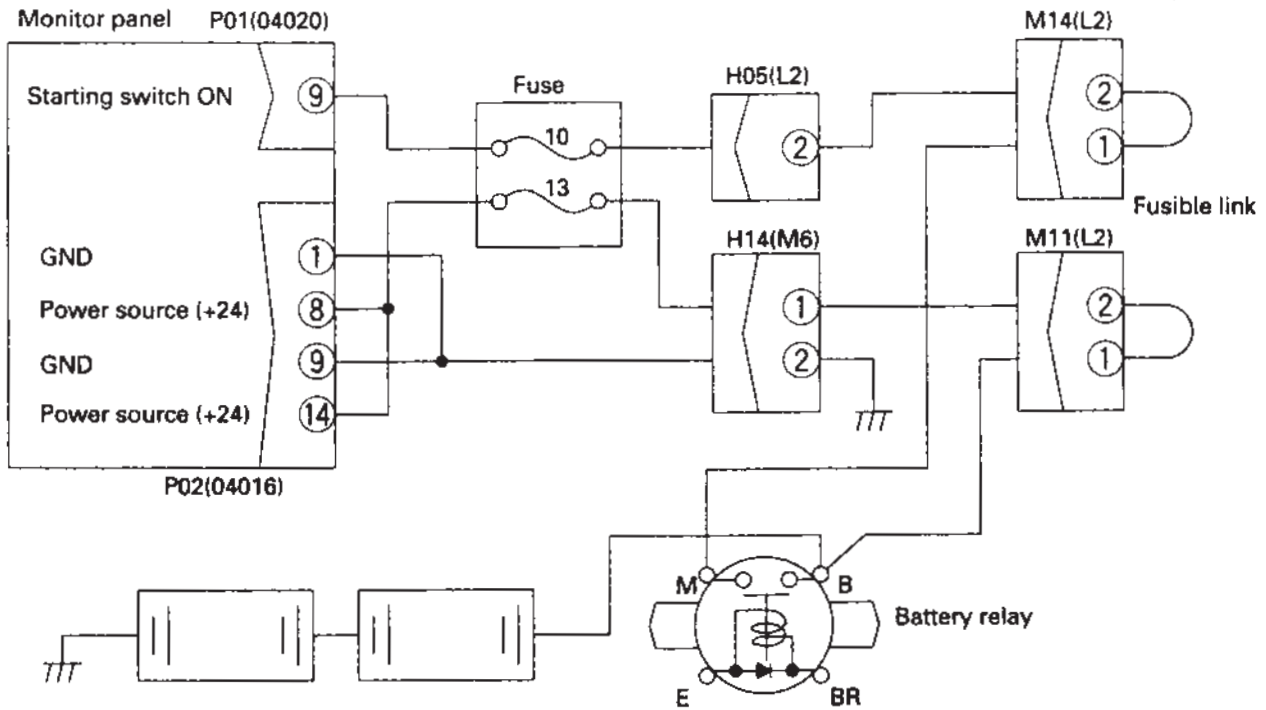 Monitor panel P01(04020)
M14(L2)
Starting switch ON 9
Fuse
10
13
H05(L2)
2
2
1
Fusible link
GND 1
Power source (+24) 8
GND 9
Power source (+24) 14
H14(M6)
1
2
M11(L2)
2
1
P02(04016)
M
B
Battery relay
E
BR